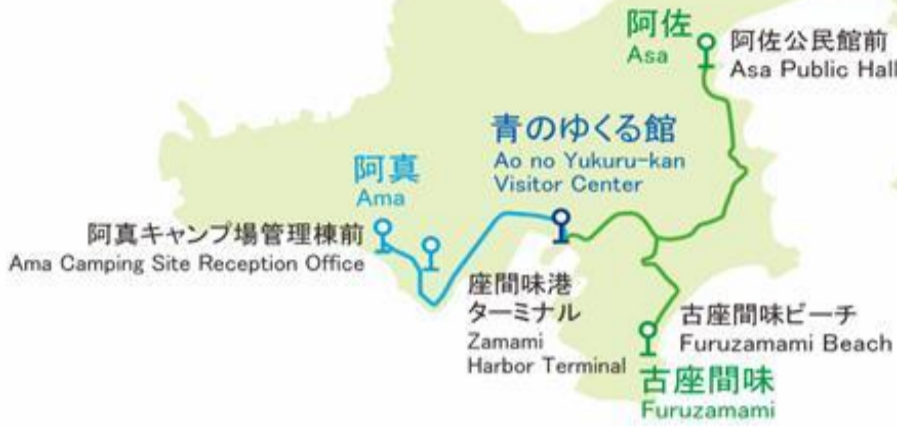 阿佐
Asa
阿佐公民館前
Asa Public Hall
青のゆくる館
Ao no Yukuru-kan
Visitor Center
阿真
Ama
阿真キャンプ場管理棟前
Ama Camping Site Reception Office
座間味港
ターミナル
Zamami
Harbor Terminal
古座間味ビーチ
Furuzamami Beach
古座間味
Furuzamami